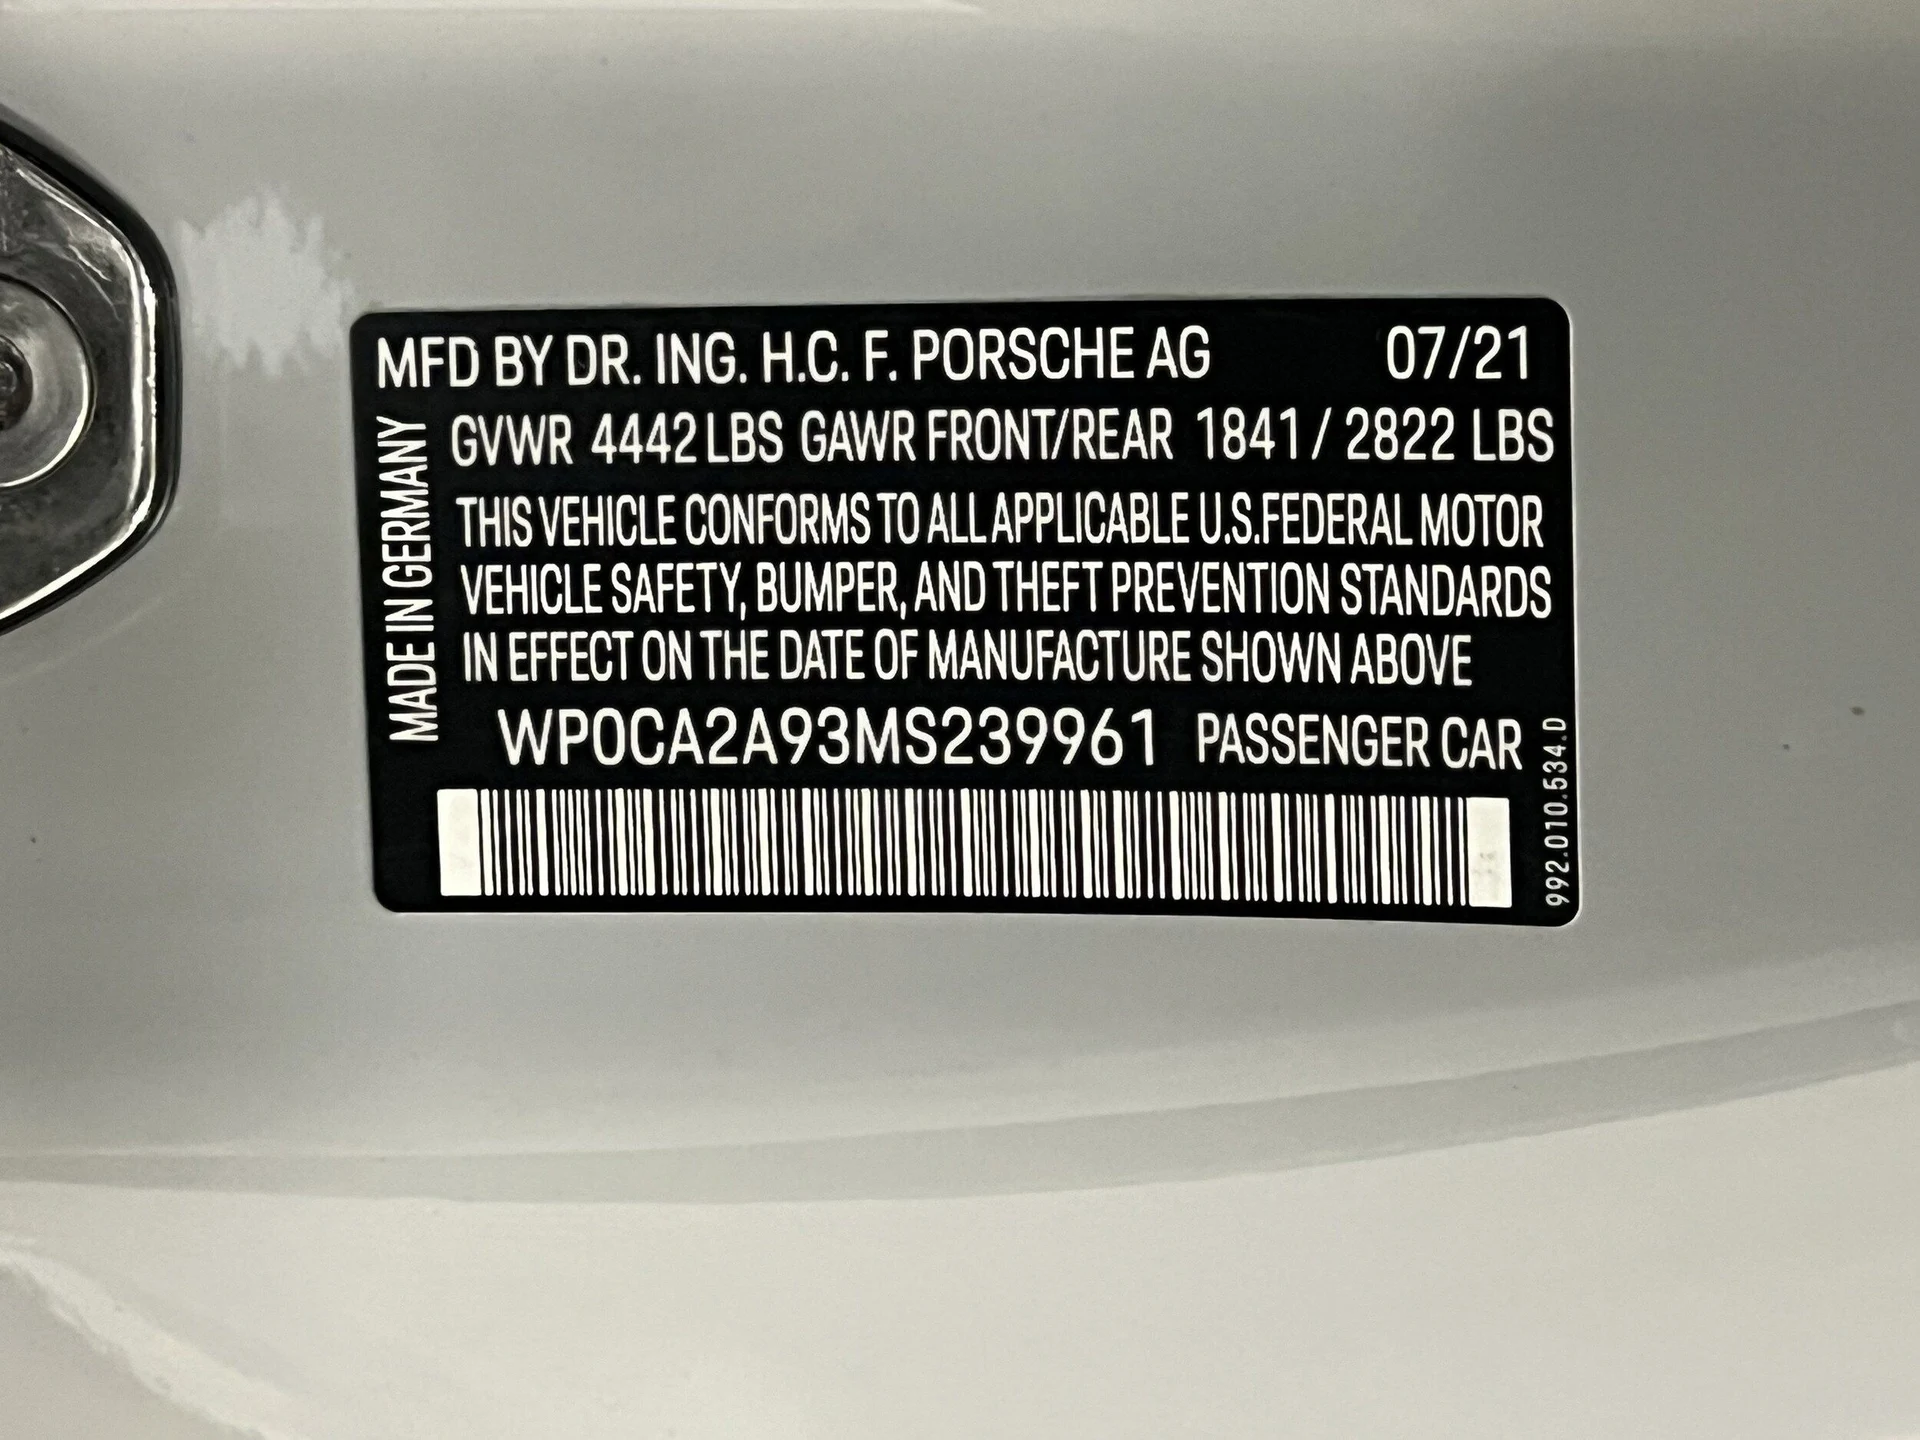 MFD BY DR. ING. H.C. F. PORSCHE AG 07/21
GVWR 4442 LBS GAWR FRONT/REAR 1841 / 2822 LBS
THIS VEHICLE CONFORMS TO ALL APPLICABLE U.S.FEDERAL MOTOR
VEHICLE SAFETY, BUMPER, AND THEFT PREVENTION STANDARDS
IN EFFECT ON THE DATE OF MANUFACTURE SHOWN ABOVE
WP0CA2A93MS239961 PASSENGER CAR
MADE IN GERMANY
992.010.534.D